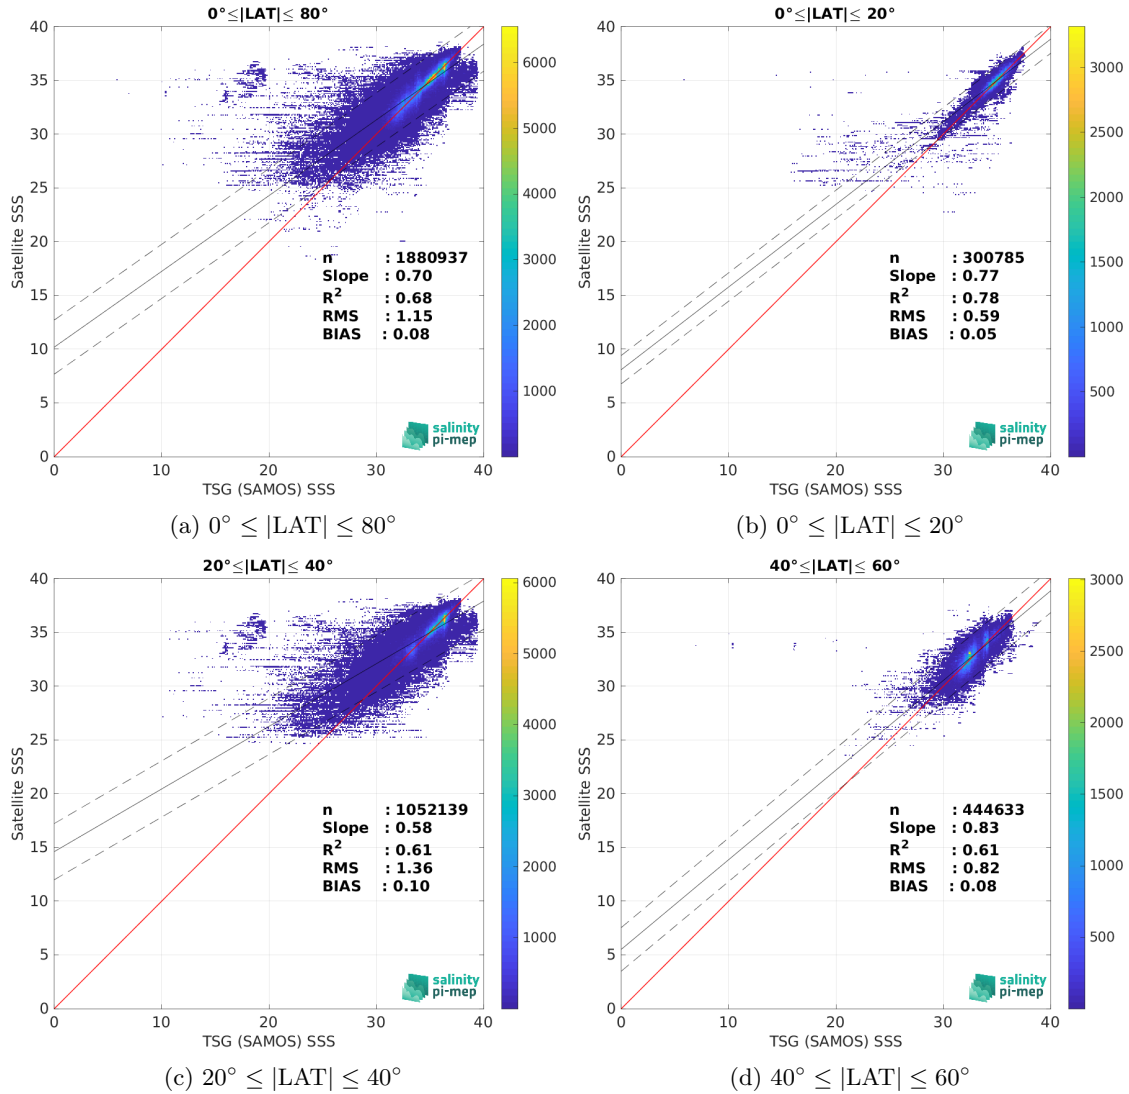 0°≤|LAT|≤ 80°
40
35
30
25
20
15
10
5
0
Satellite SSS
n : 1880937
Slope : 0.70
R² : 0.68
RMS : 1.15
BIAS : 0.08
salinity
pi-mep
0 10 20 30 40
TSG (SAMOS) SSS
6000
5000
4000
3000
2000
1000
(a) 0° ≤ |LAT| ≤ 80°
0°≤|LAT|≤ 20°
40
35
30
25
20
15
10
5
0
Satellite SSS
n : 300785
Slope : 0.77
R² : 0.78
RMS : 0.59
BIAS : 0.05
salinity
pi-mep
0 10 20 30 40
TSG (SAMOS) SSS
3000
2500
2000
1500
1000
500
(b) 0° ≤ |LAT| ≤ 20°
20°≤|LAT|≤ 40°
40
35
30
25
20
15
10
5
0
Satellite SSS
n : 1052139
Slope : 0.58
R² : 0.61
RMS : 1.36
BIAS : 0.10
salinity
pi-mep
0 10 20 30 40
TSG (SAMOS) SSS
6000
5000
4000
3000
2000
1000
(c) 20° ≤ |LAT| ≤ 40°
40°≤|LAT|≤ 60°
40
35
30
25
20
15
10
5
0
Satellite SSS
n : 444633
Slope : 0.83
R² : 0.61
RMS : 0.82
BIAS : 0.08
salinity
pi-mep
0 10 20 30 40
TSG (SAMOS) SSS
3000
2500
2000
1500
1000
500
(d) 40° ≤ |LAT| ≤ 60°